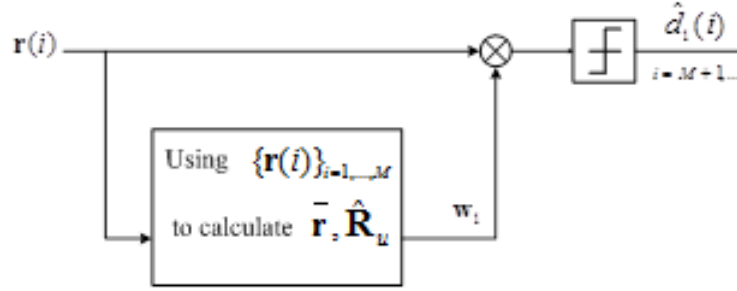 r(i)
d̂₁(i)
i = M+1,...
Using {r(i)}ᵢ₌₁,...,M
to calculate r̄, R̂ᵤ
w₁